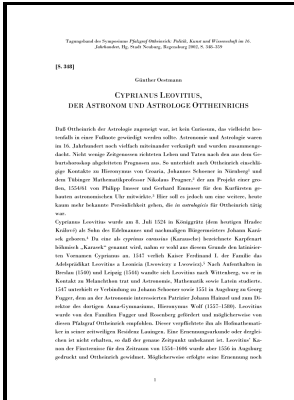 Tagungsband des Symposiums Pfalzgraf Ottheinrich: Politik, Kunst und Wissenschaft im 16.
Jahrhundert, Hg. Stadt Neuburg, Regensburg 2002, S. 348–359
[S. 348]
Günther Oestmann
CYPRIANUS LEOVITIUS,
DER ASTRONOM UND ASTROLOGE OTTHEINRICHS
Daß Ottheinrich der Astrologie zugeneigt war, ist kein Curiosum, das vielleicht bes-
tenfalls in einer Fußnote gewürdigt werden sollte. Astronomie und Astrologie waren
im 16. Jahrhundert noch vielfach miteinander verknüpft und wurden zusammenge-
dacht. Nicht wenige Zeitgenossen richteten Leben und Taten nach den aus dem Ge-
burtshoroskop abgeleiteten Prognosen aus. So unterhielt auch Ottheinrich einschlä-
gige Kontakte zu Hieronymus von Croaria, Johannes Schoener in Nürnberg und
dem Tübinger Mathematikprofessor Nikolaus Prugner, der am Projekt einer gro-
ßen, 1554/61 von Philipp Imsser und Gerhard Emmoser für den Kurfürsten ge-
bauten astronomischen Uhr mitwirkte. Hier soll es jedoch um eine weitere, heute
kaum mehr bekannte Persönlichkeit gehen, die in astrologicis für Ottheinrich tätig
war.
Cyprianus Leovitius wurde am 8. Juli 1524 in Königgrätz (dem heutigen Hradec
Králové) als Sohn des Edelmannes und nachmaligen Bürgermeisters Johann Kará-
sek geboren. Da eine als cyprinus carassius (Karausche) bezeichnete Karpfenart
böhmisch „Karasek" genannt wird, nahm er wohl aus diesem Grunde den latinisier-
ten Vornamen Cyprianus an. 1547 verlieh Kaiser Ferdinand I. der Familie das
Adelsprädikat Leovitius a Leonicia (Lvovický z Lvovic). Nach Aufenthalten in
Breslau (1540) und Leipzig (1544) wandte sich Leovitius nach Wittenberg, wo er in
Kontakt zu Melanchthon trat und Astronomie, Mathematik sowie Latein studierte.
1547 unterhielt er Verbindung zu Johann Schoener sowie 1551 in Augsburg zu Georg
Fugger, dem an der Astronomie interessierten Patrizier Johann Hainzel und zum Di-
rektor des dortigen Anna-Gymnasiums, Hieronymus Wolf (1557–1580). Leovitius
wurde von den Familien Fugger und Rosenberg gefördert und möglicherweise von
diesen Pfalzgraf Ottheinrich empfohlen. Dieser verpflichtete ihn als Hofmathemati-
ker in seiner zeitweiligen Residenz Lauingen. Eine Ernennungsurkunde oder derglei-
chen ist nicht erhalten, so daß der genaue Zeitpunkt unbekannt ist. Leovitius' Ka-
non der Finsternisse für den Zeitraum von 1554–1606 wurde aber 1556 in Augsburg
gedruckt und Ottheinrich gewidmet. Möglicherweise erfolgte seine Ernennung noch
1